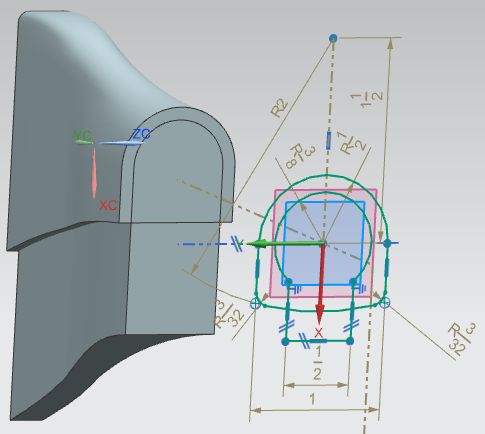 YC
ZC
XC
R2
1 1/2
R 3/8
R 1/2
Y
X
R 3/32
R 3/32
1/2
1